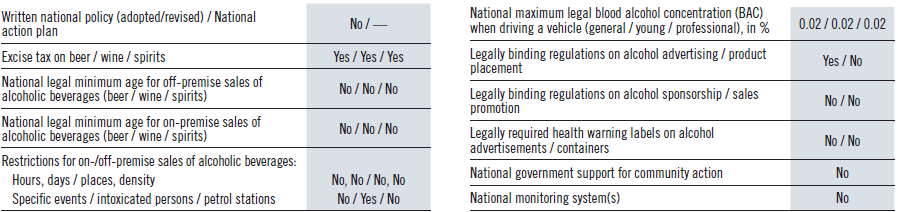 Written national policy (adopted/revised) / National
action plan
No / —
Excise tax on beer / wine / spirits
Yes / Yes / Yes
National legal minimum age for off-premise sales of
alcoholic beverages (beer / wine / spirits)
No / No / No
National legal minimum age for on-premise sales of
alcoholic beverages (beer / wine / spirits)
No / No / No
Restrictions for on-/off-premise sales of alcoholic beverages:
Hours, days / places, density
No, No / No, No
Specific events / intoxicated persons / petrol stations
No / Yes / No
National maximum legal blood alcohol concentration (BAC)
when driving a vehicle (general / young / professional), in %
0.02 / 0.02 / 0.02
Legally binding regulations on alcohol advertising / product
placement
Yes / No
Legally binding regulations on alcohol sponsorship / sales
promotion
No / No
Legally required health warning labels on alcohol
advertisements / containers
No / No
National government support for community action
No
National monitoring system(s)
No